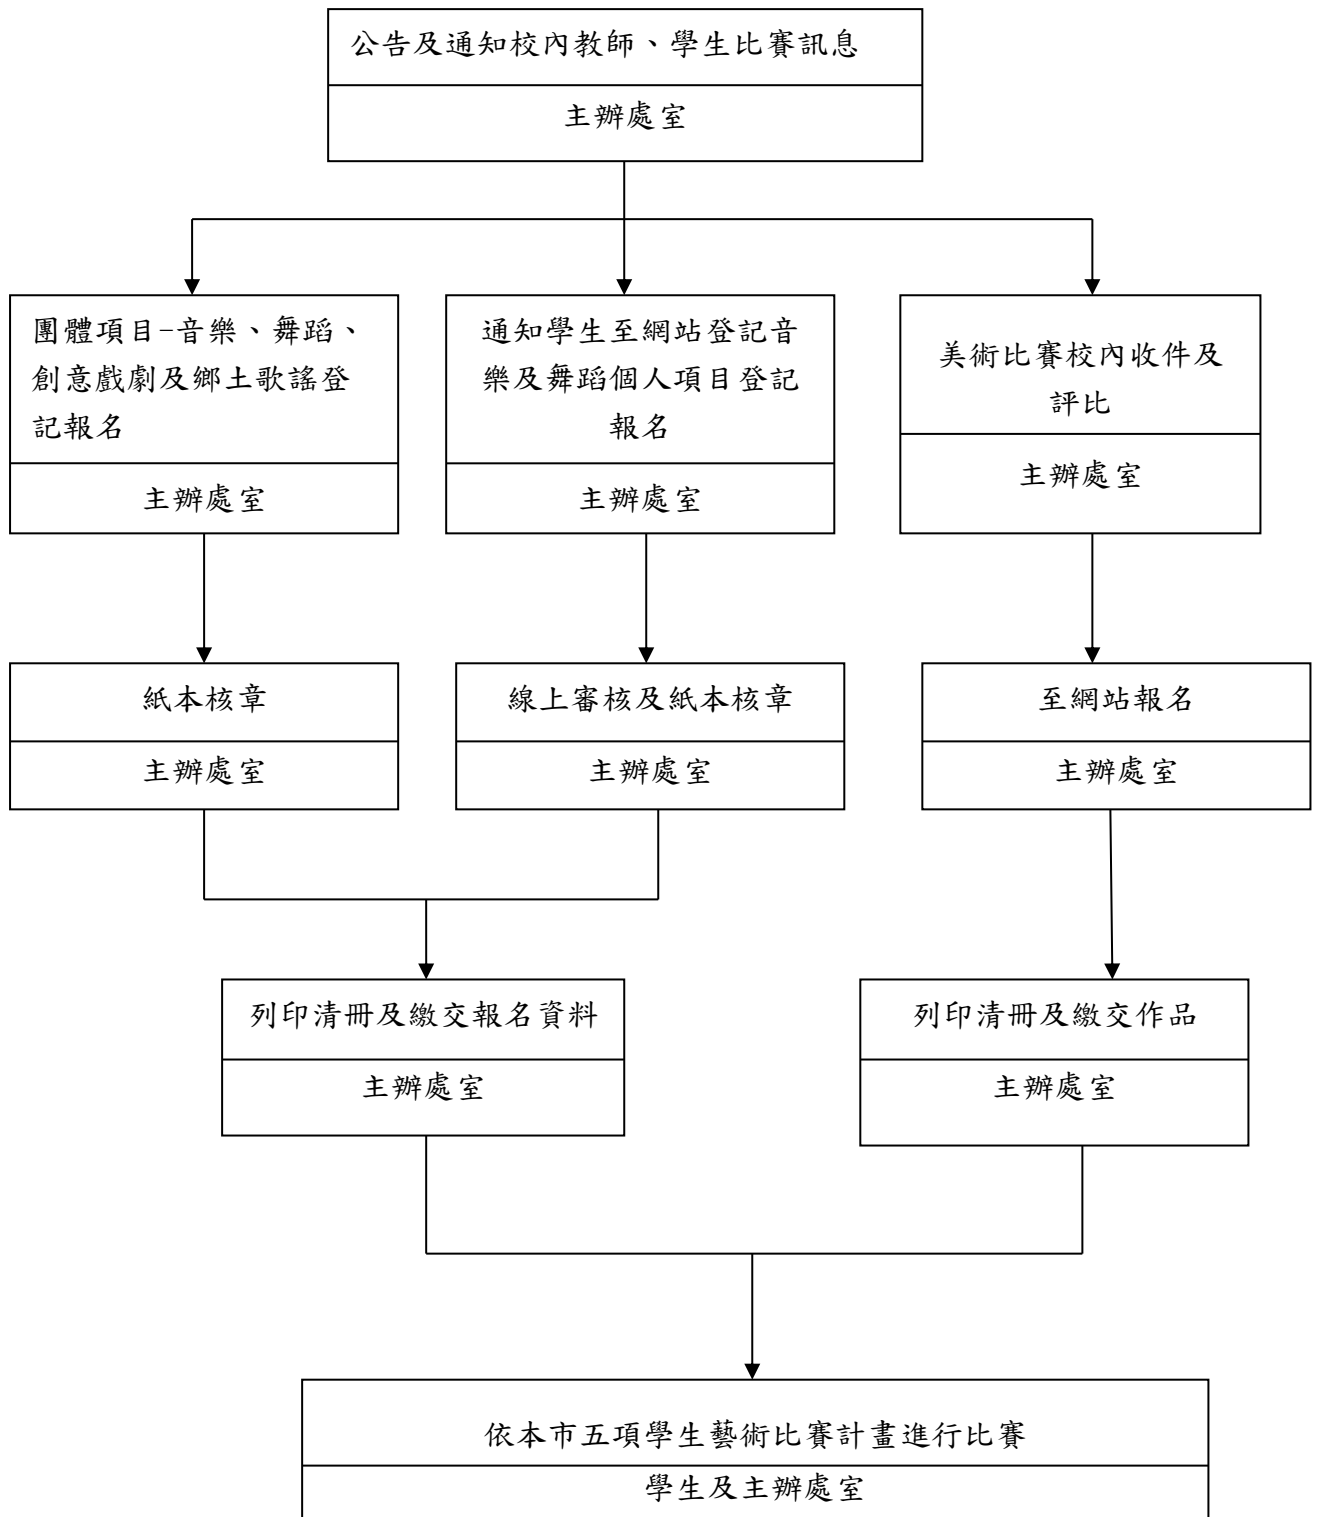 公告及通知校內教師、學生比賽訊息
主辦處室
團體項目-音樂、舞蹈、
創意戲劇及鄉土歌謠登
記報名
主辦處室
通知學生至網站登記音
樂及舞蹈個人項目登記
報名
主辦處室
美術比賽校內收件及
評比
主辦處室
紙本核章
主辦處室
線上審核及紙本核章
主辦處室
至網站報名
主辦處室
列印清冊及繳交報名資料
主辦處室
列印清冊及繳交作品
主辦處室
依本市五項學生藝術比賽計畫進行比賽
學生及主辦處室